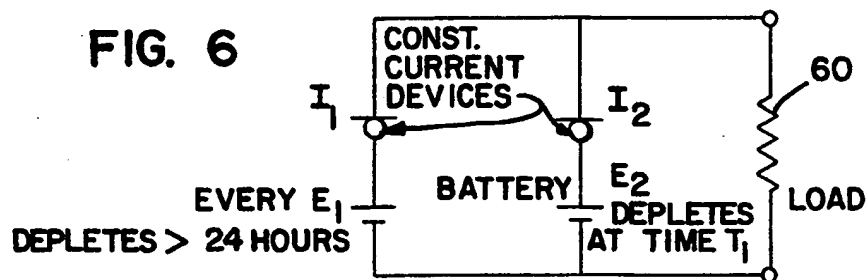 FIG. 6
CONST.
CURRENT
DEVICES
I1
I2
60
EVERY E1
DEPLETES > 24 HOURS
BATTERY
E2
DEPLETES
AT TIME T1
LOAD